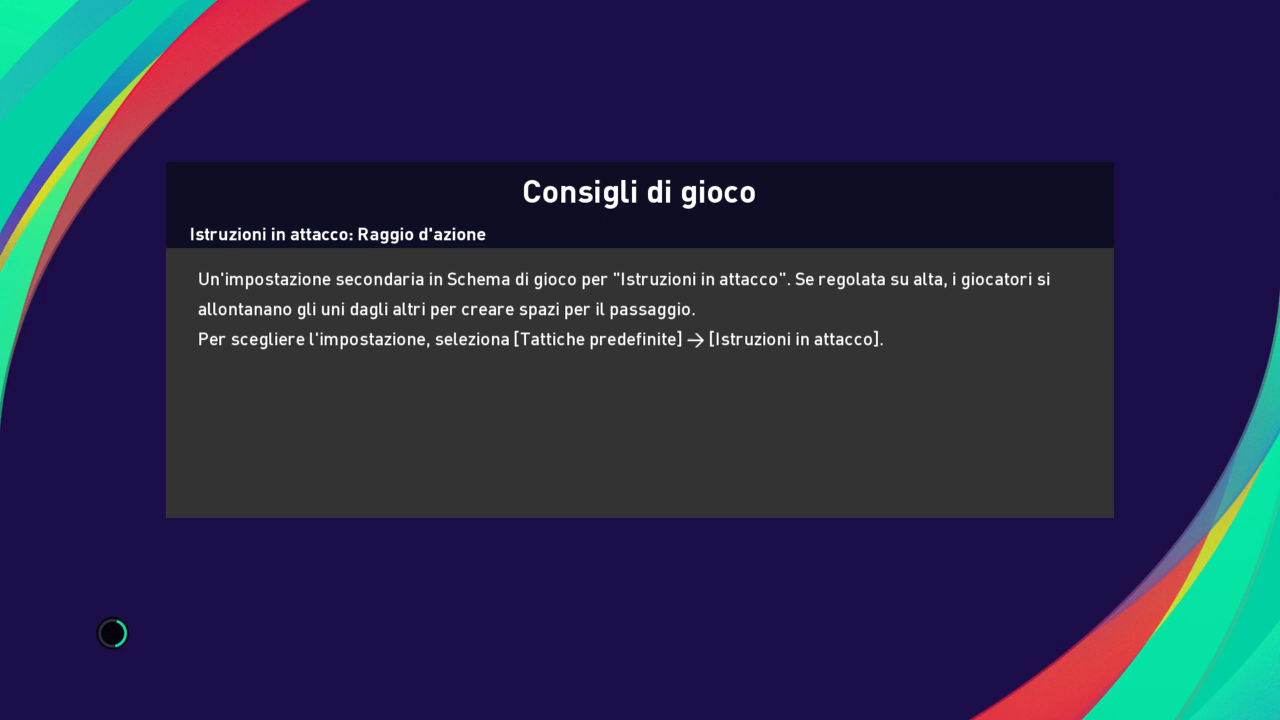 Consigli di gioco
Istruzioni in attacco: Raggio d'azione
Un'impostazione secondaria in Schema di gioco per "Istruzioni in attacco". Se regolata su alta, i giocatori si
allontanano gli uni dagli altri per creare spazi per il passaggio.
Per scegliere l'impostazione, seleziona [Tattiche predefinite] → [Istruzioni in attacco].